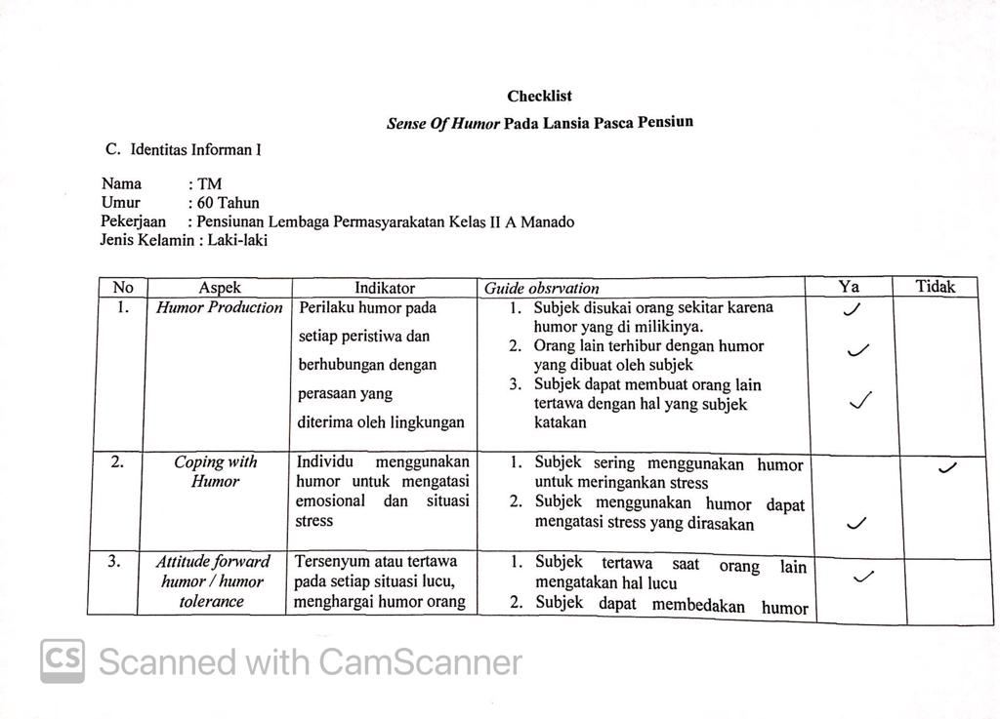 Checklist
Sense Of Humor Pada Lansia Pasca Pensiun
C. Identitas Informan I
Nama : TM
Umur : 60 Tahun
Pekerjaan : Pensiunan Lembaga Permasyarakatan Kelas II A Manado
Jenis Kelamin : Laki-laki
No Aspek Indikator Guide obsrvation Ya Tidak
1. Humor Production
Perilaku humor pada
setiap peristiwa dan
berhubungan dengan
perasaan yang
diterima oleh lingkungan
1. Subjek disukai orang sekitar karena
humor yang di milikinya.
2. Orang lain terhibur dengan humor
yang dibuat oleh subjek
3. Subjek dapat membuat orang lain
tertawa dengan hal yang subjek
katakan
2. Coping with
Humor
Individu menggunakan
humor untuk mengatasi
emosional dan situasi
stress
1. Subjek sering menggunakan humor
untuk meringankan stress
2. Subjek menggunakan humor dapat
mengatasi stress yang dirasakan
3. Attitude forward
humor / humor
tolerance
Tersenyum atau tertawa
pada setiap situasi lucu,
menghargai humor orang
1. Subjek tertawa saat orang lain
mengatakan hal lucu
2. Subjek dapat membedakan humor
CS Scanned with CamScanner